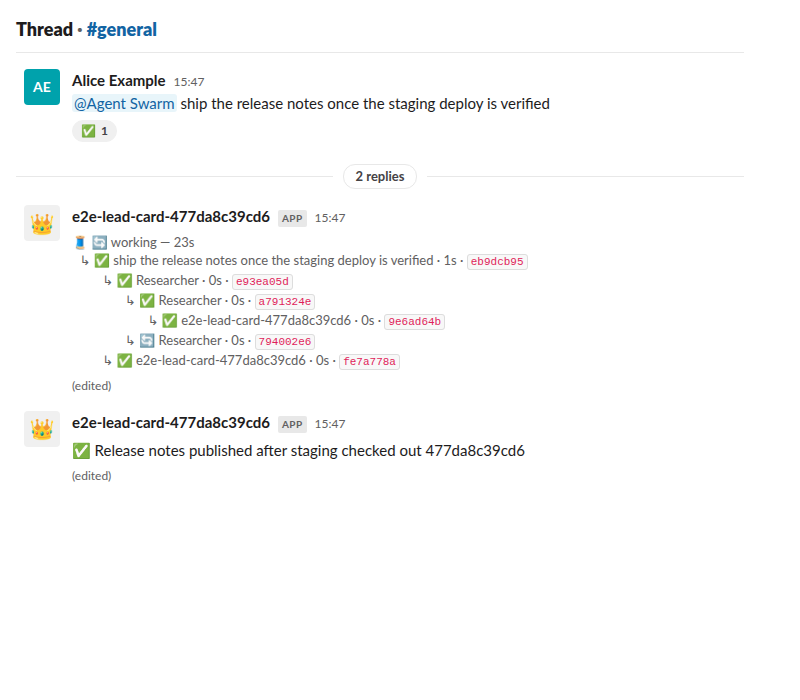 Thread • #general
AE
Alice Example 15:47
@Agent Swarm ship the release notes once the staging deploy is verified
✅ 1
2 replies
e2e-lead-card-477da8c39cd6 APP 15:47
🧵 🔄 working — 23s
↳ ✅ ship the release notes once the staging deploy is verified · 1s · eb9dcb95
↳ ✅ Researcher · 0s · e93ea05d
↳ ✅ Researcher · 0s · a791324e
↳ ✅ e2e-lead-card-477da8c39cd6 · 0s · 9e6ad64b
↳ 🔄 Researcher · 0s · 794002e6
↳ ✅ e2e-lead-card-477da8c39cd6 · 0s · fe7a778a
(edited)
e2e-lead-card-477da8c39cd6 APP 15:47
✅ Release notes published after staging checked out 477da8c39cd6
(edited)